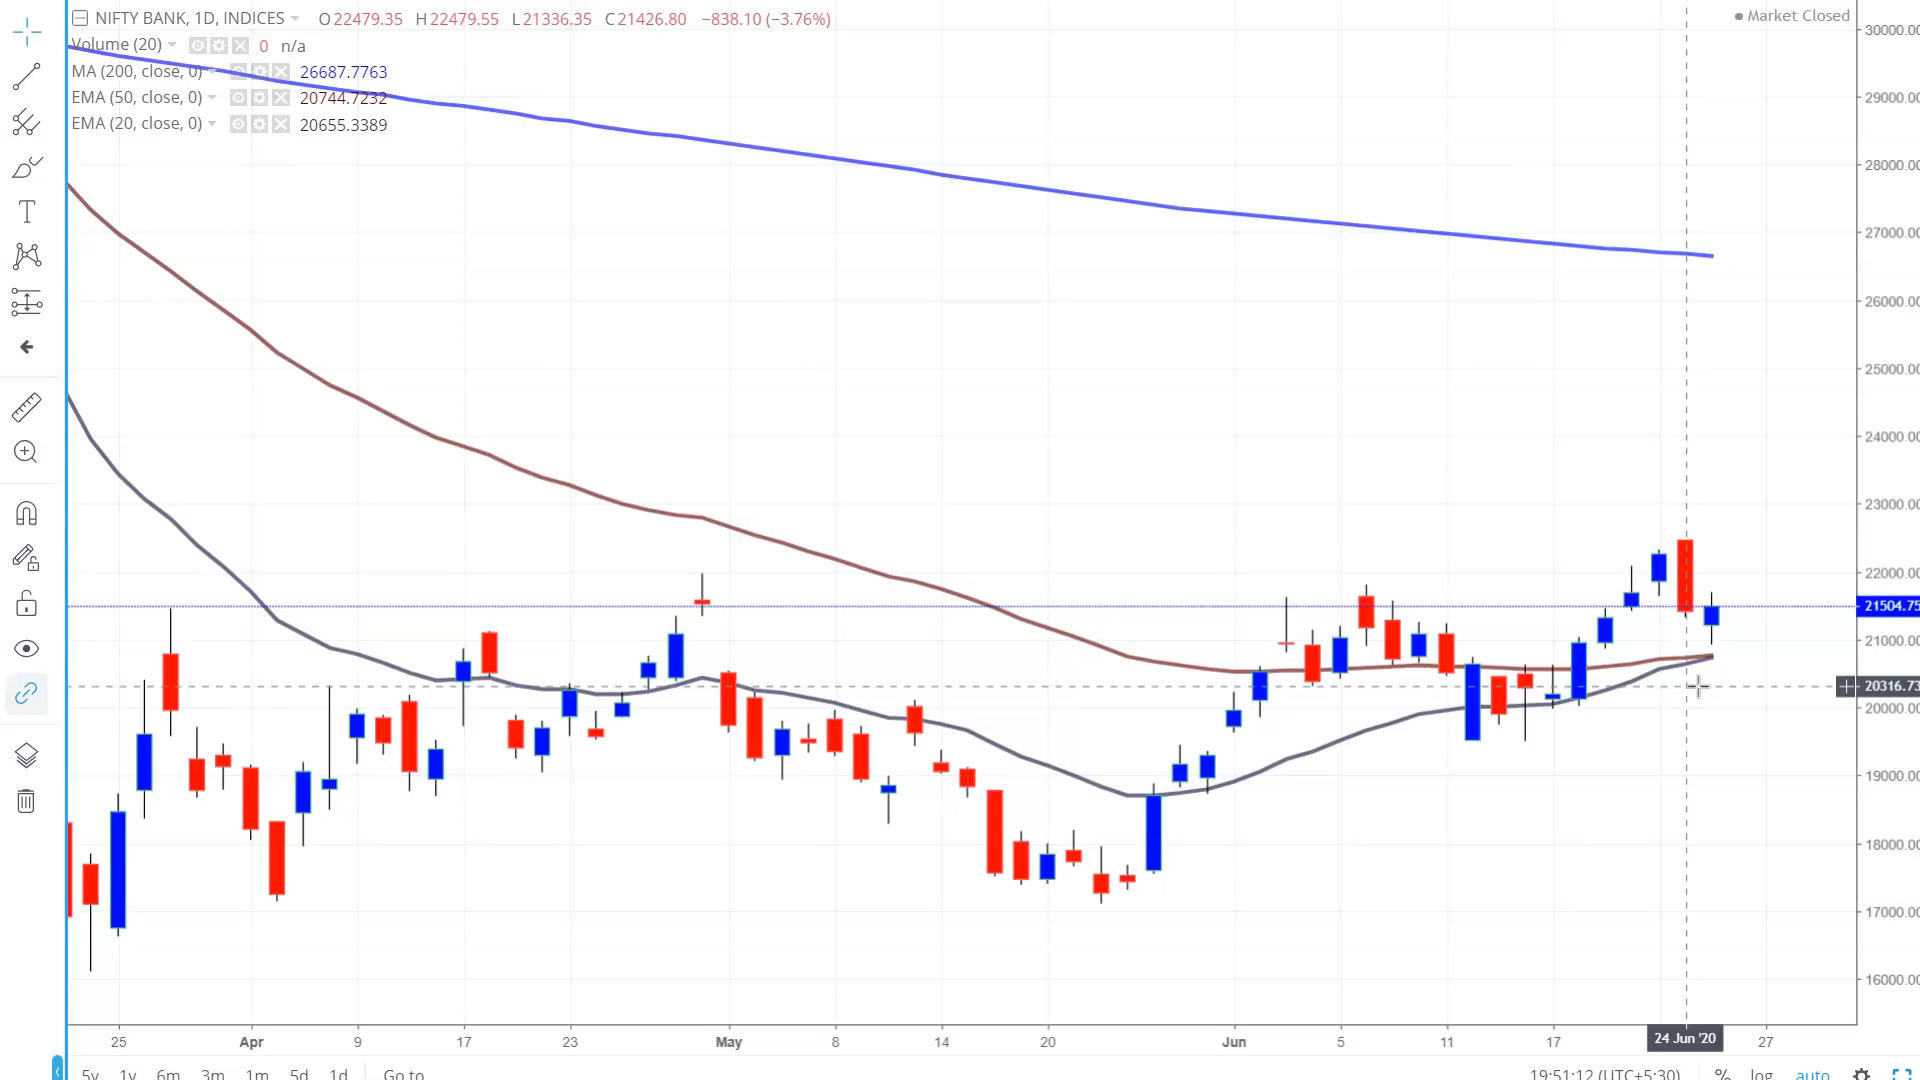 NIFTY BANK, 1D, INDICES O22479.35 H22479.55 L21336.35 C21426.80 −838.10 (−3.76%)
Market Closed
Volume (20) 0 n/a
MA (200, close, 0) 26687.7763
EMA (50, close, 0) 20744.7232
EMA (20, close, 0) 20655.3389
30000.00
29000.00
28000.00
27000.00
26000.00
25000.00
24000.00
23000.00
22000.00
21504.75
21000.00
20316.73
20000.00
19000.00
18000.00
17000.00
16000.00
25 Apr 9 17 23 May 8 14 20 Jun 5 11 17 24 Jun '20 27
5y 1y 6m 3m 1m 5d 1d Go to 19:51:12 (UTC+5:30) % log auto